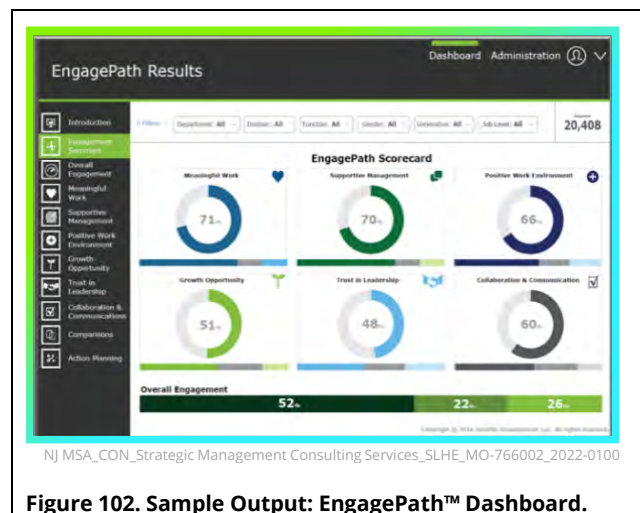 Dashboard Administration
EngagePath Results
Introduction
Engagement
Summary
Overall
Engagement
Meaningful
Work
Supportive
Management
Positive Work
Environment
Growth
Opportunity
Trust in
Leadership
Collaboration &
Communications
Comparisons
Action Planning
Filters
Department: All
Division: All
Function: All
Gender: All
Generation: All
Job Level: All
20,408
EngagePath Scorecard
Meaningful Work
Supportive Management
Positive Work Environment
71%
70%
66%
Growth Opportunity
Trust in Leadership
Collaboration & Communication
51%
48%
60%
Overall Engagement
52%
22%
26%
All rights reserved.
NJ MSA_CON_Strategic Management Consulting Services_SLHE_MO-766002_2022-0100
Figure 102. Sample Output: EngagePath™ Dashboard.